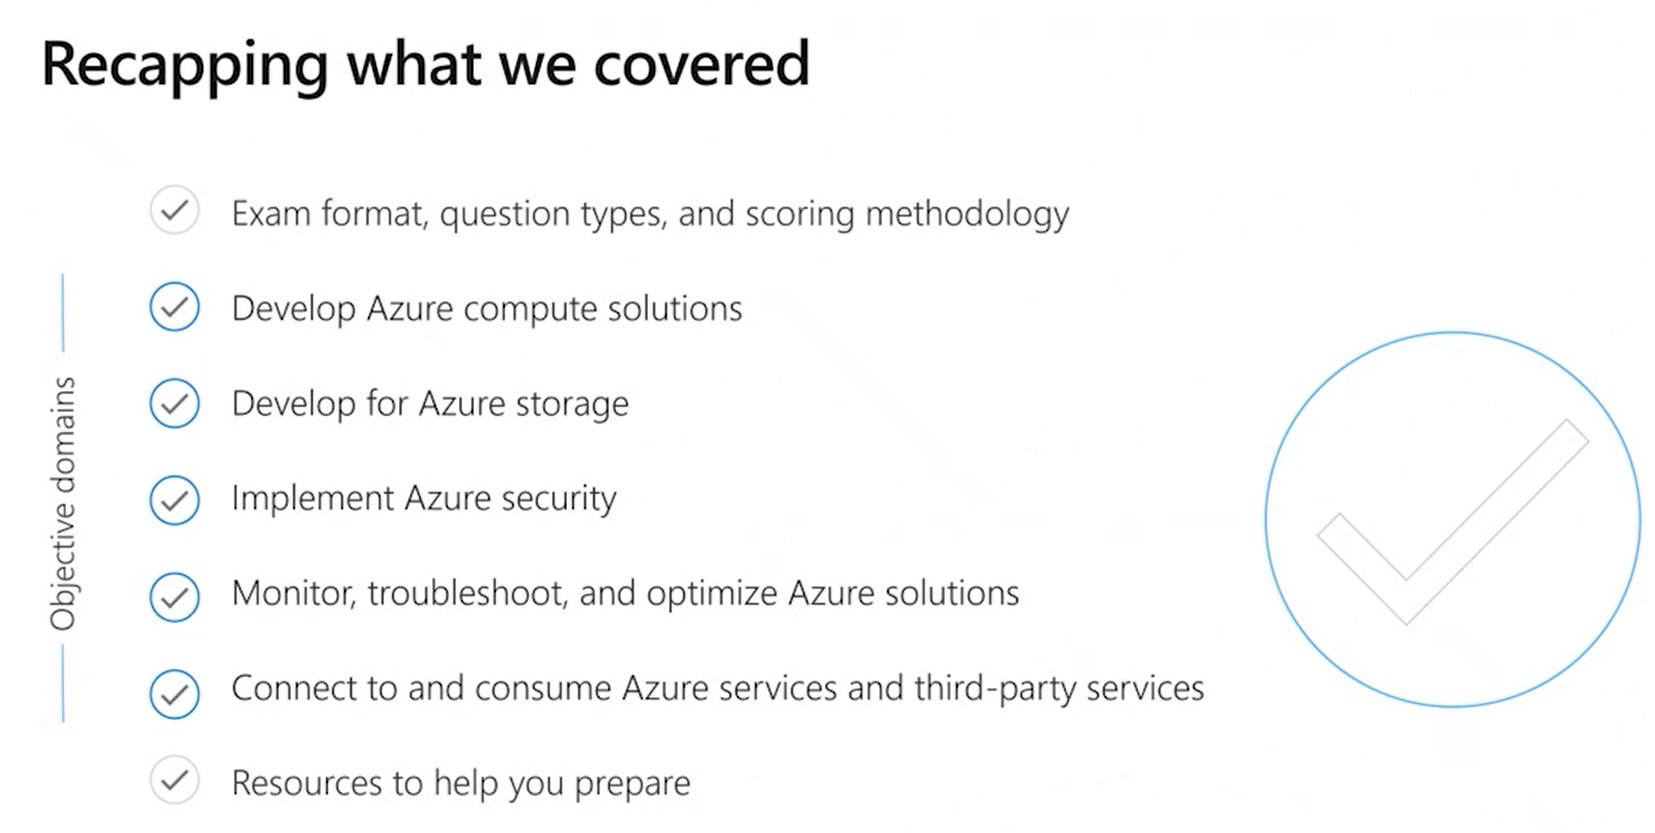 Recapping what we covered
Exam format, question types, and scoring methodology
Objective domains
Develop Azure compute solutions
Develop for Azure storage
Implement Azure security
Monitor, troubleshoot, and optimize Azure solutions
Connect to and consume Azure services and third-party services
Resources to help you prepare